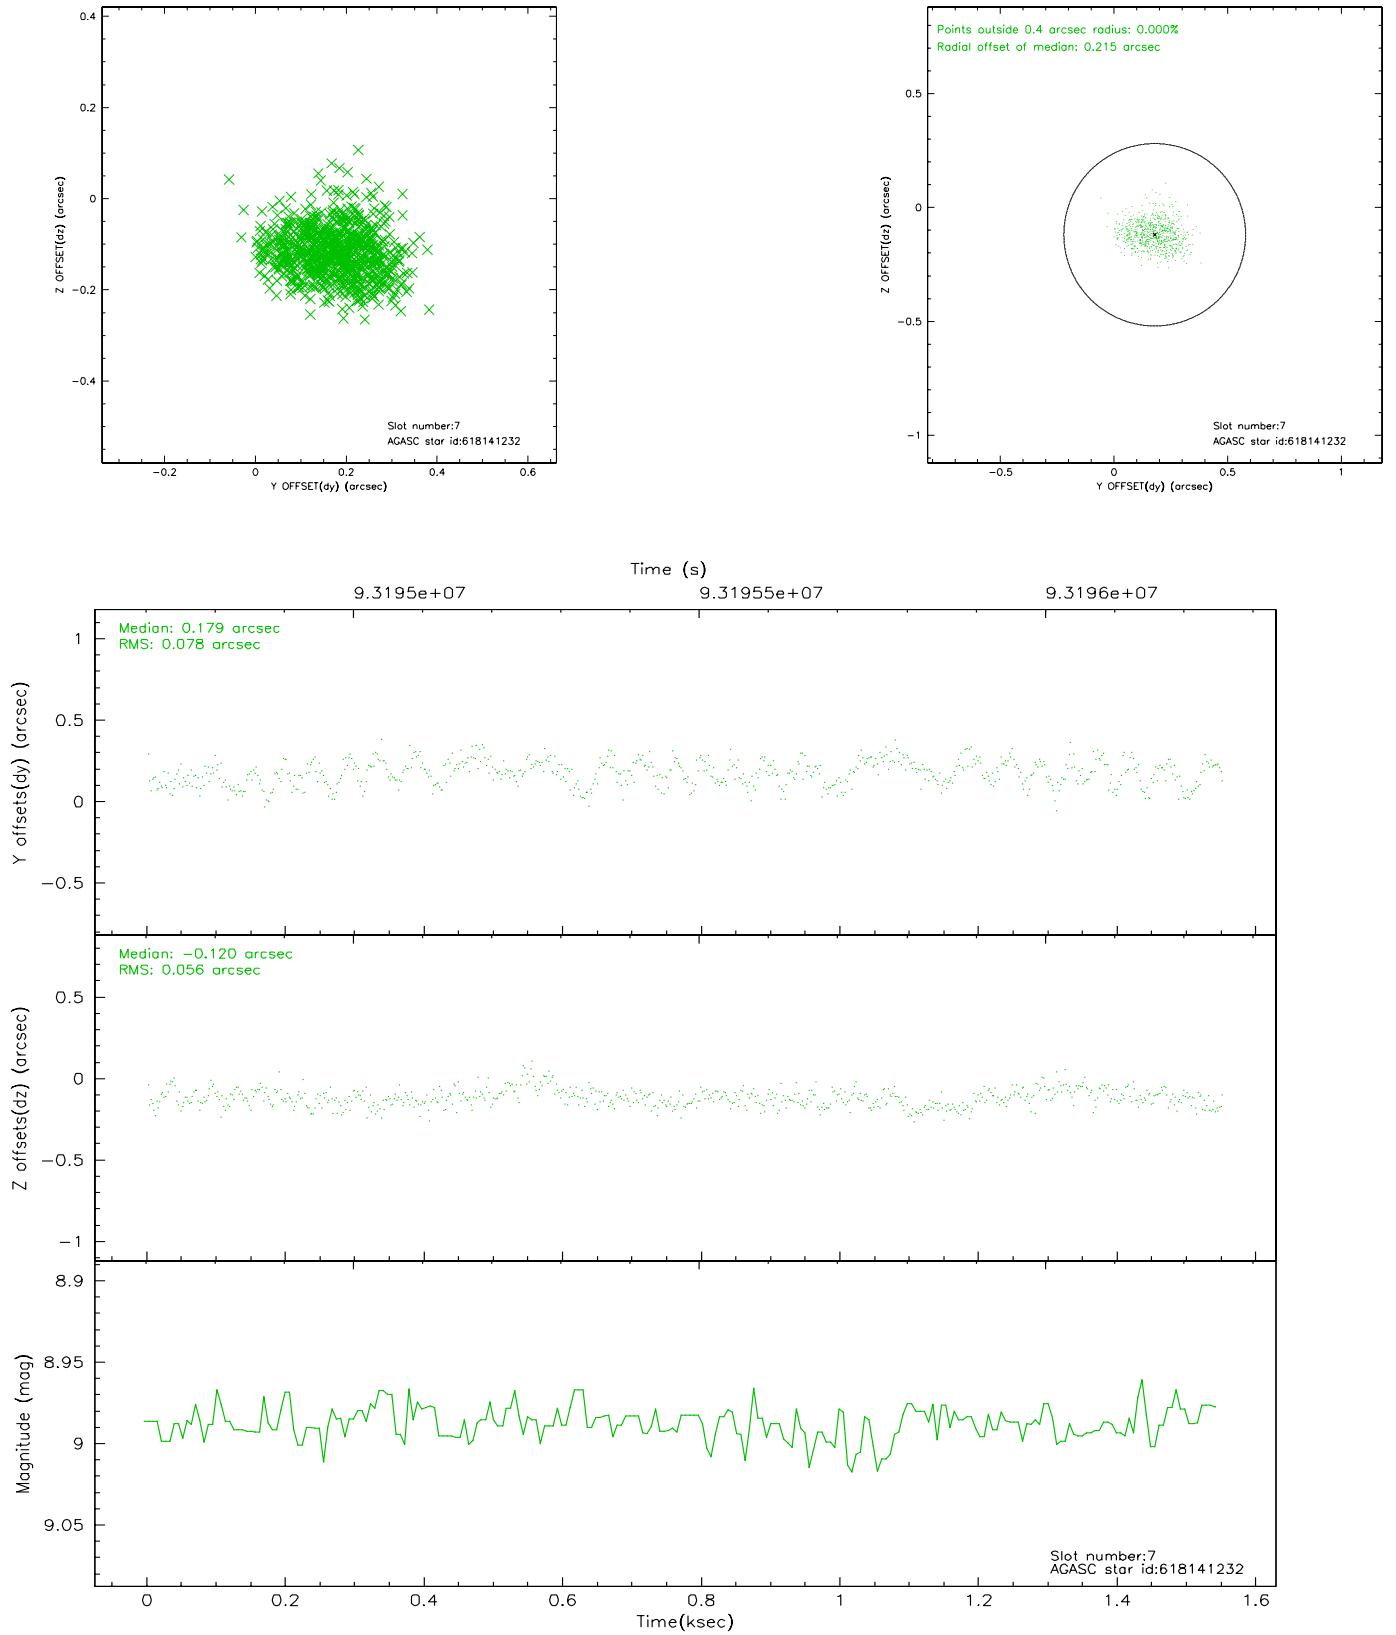 0.4
0.2
0
−0.2
−0.4
Z OFFSET(dz) (arcsec)
Slot number:7
AGASC star id:618141232
−0.2 0 0.2 0.4 0.6
Y OFFSET(dy) (arcsec)
Points outside 0.4 arcsec radius: 0.000%
Radial offset of median: 0.215 arcsec
0.5
0
−0.5
−1
Z OFFSET(dz) (arcsec)
Slot number:7
AGASC star id:618141232
−0.5 0 0.5 1
Y OFFSET(dy) (arcsec)
Time (s)
9.3195e+07 9.31955e+07 9.3196e+07
Median: 0.179 arcsec
RMS: 0.078 arcsec
1
0.5
0
−0.5
Y offsets(dy) (arcsec)
Median: −0.120 arcsec
RMS: 0.056 arcsec
0.5
0
−0.5
−1
Z offsets(dz) (arcsec)
8.9
8.95
9
9.05
Magnitude (mag)
Slot number:7
AGASC star id:618141232
0 0.2 0.4 0.6 0.8 1 1.2 1.4 1.6
Time(ksec)